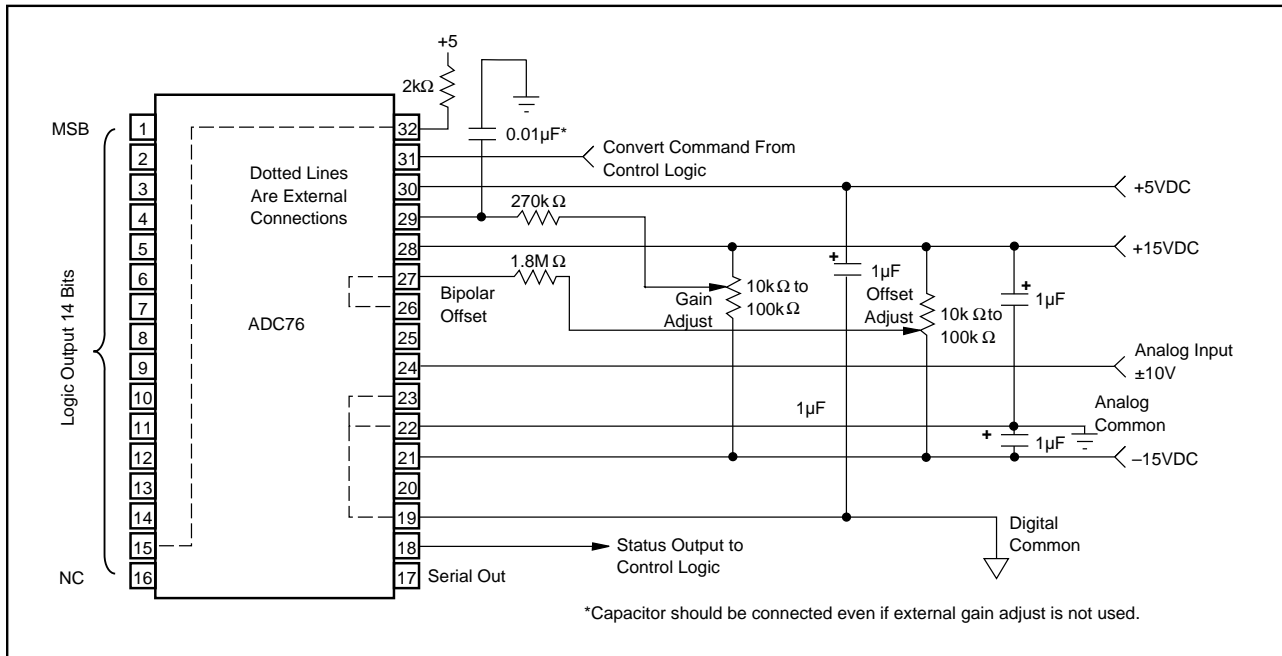 +5
2kΩ
MSB
1
2
3
4
5
6
7
8
9
10
11
12
13
14
15
16
NC
Logic Output 14 Bits
Dotted Lines
Are External
Connections
ADC76
32
31
30
29
28
27
26
25
24
23
22
21
20
19
18
17
0.01µF*
Convert Command From
Control Logic
+5VDC
270kΩ
+15VDC
1.8MΩ
Bipolar
Offset
Gain
Adjust
10kΩ to
100kΩ
+
1µF
Offset
Adjust
10kΩ to
100kΩ
+
1µF
Analog Input
±10V
1µF
Analog
Common
+
1µF
–15VDC
Digital
Common
Status Output to
Control Logic
Serial Out
*Capacitor should be connected even if external gain adjust is not used.